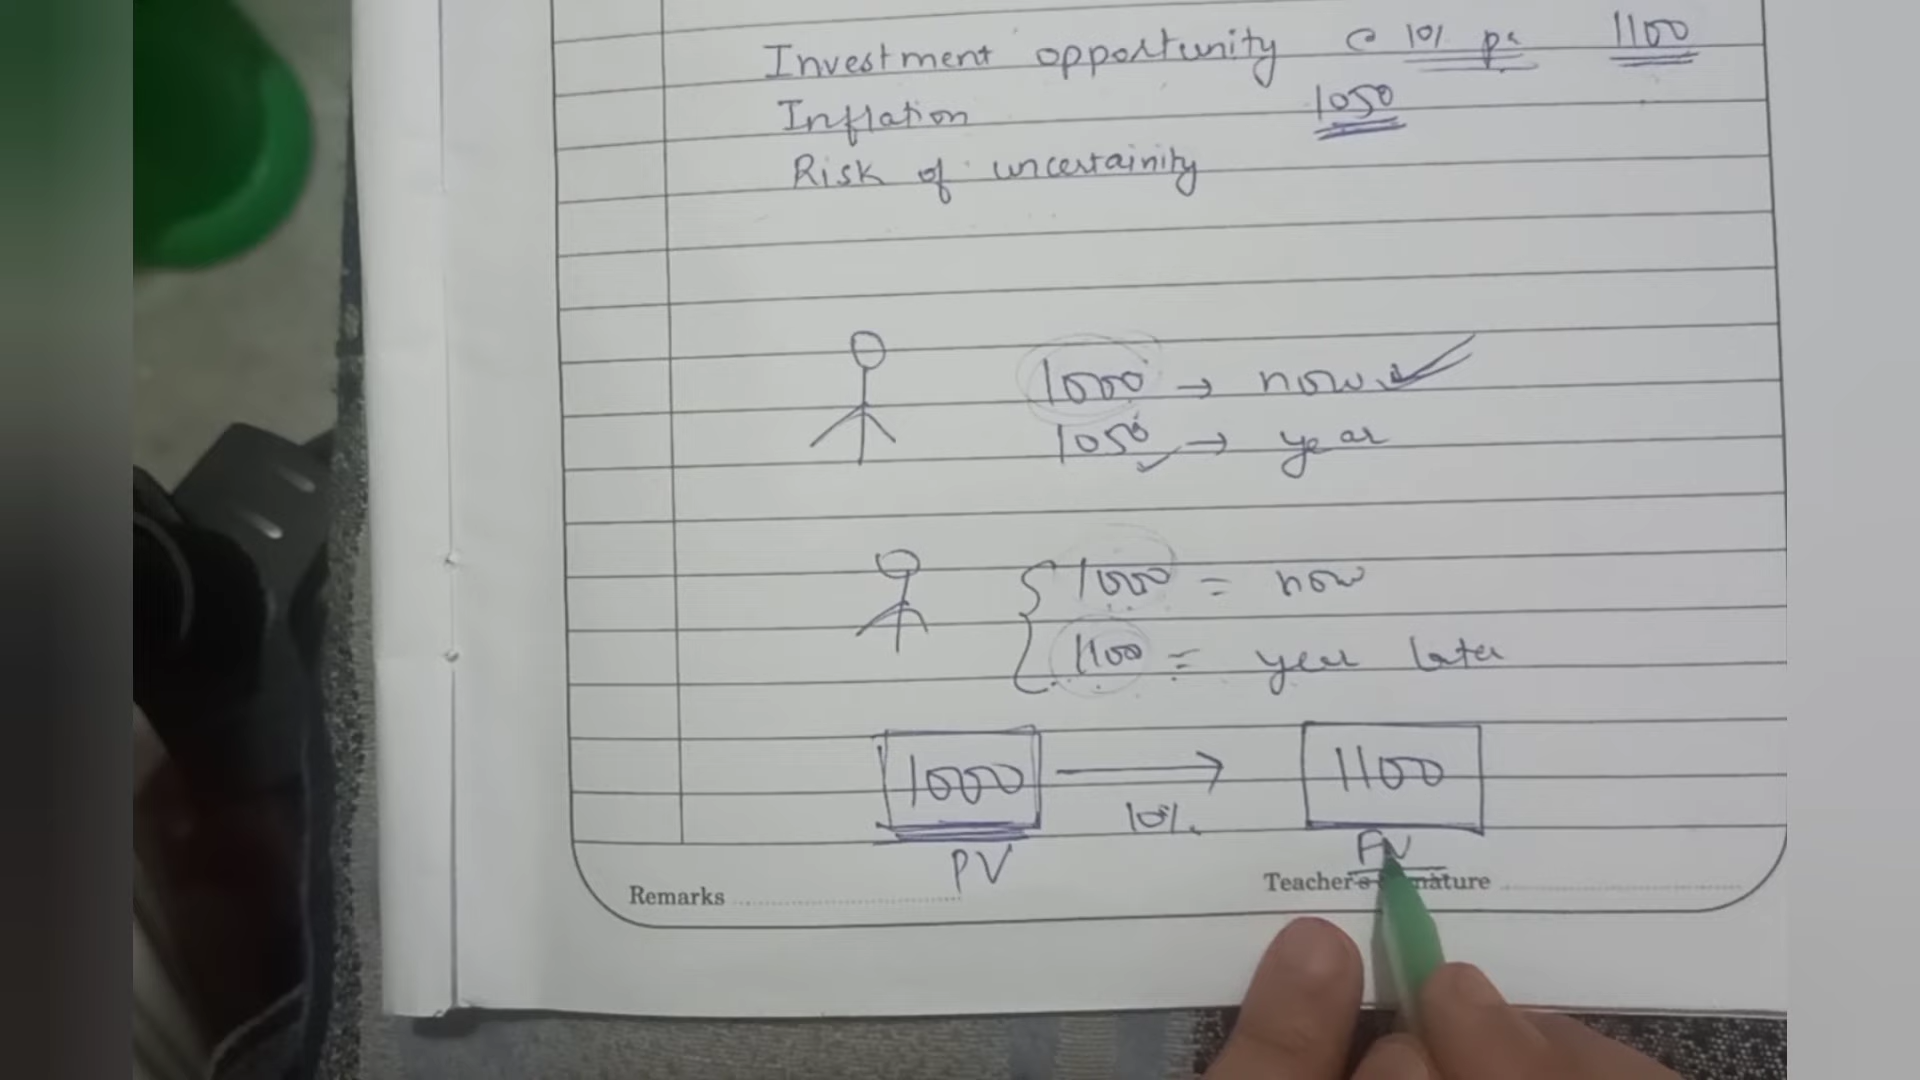 Investment opportunity @ 10% pa 1100
Inflation 1050
Risk of uncertainity
1000 → now ✓
1050 → year
1000 = now
1100 = year later
1000 → 1100
10%
PV FV
Remarks
Teacher's